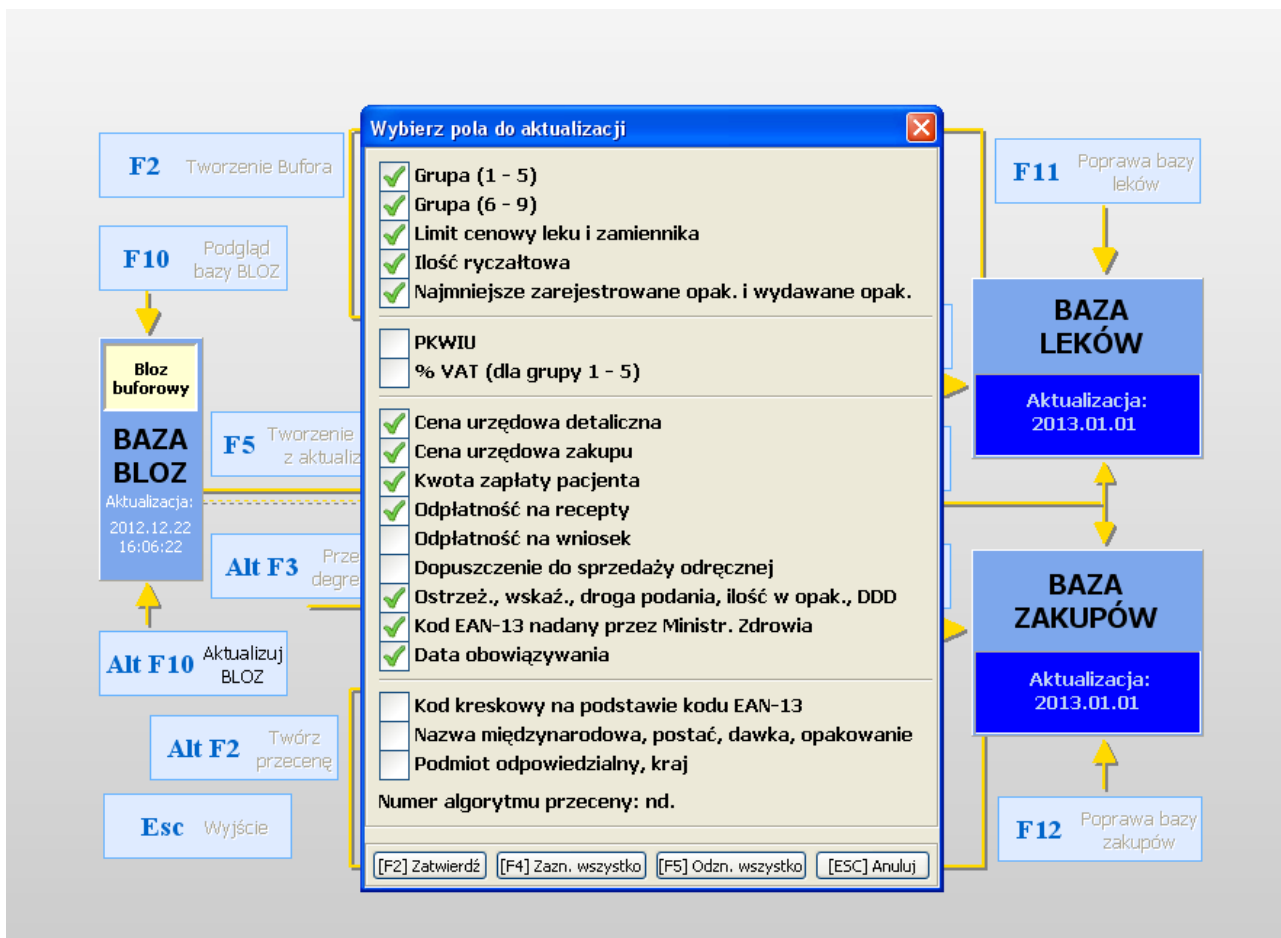 Wybierz pola do aktualizacji
Grupa (1 - 5)
Grupa (6 - 9)
Limit cenowy leku i zamiennika
Ilość ryczałtowa
Najmniejsze zarejestrowane opak. i wydawane opak.
PKWIU
% VAT (dla grupy 1 - 5)
Cena urzędowa detaliczna
Cena urzędowa zakupu
Kwota zapłaty pacjenta
Odpłatność na recepty
Odpłatność na wniosek
Dopuszczenie do sprzedaży odręcznej
Ostrzeż., wskaź., droga podania, ilość w opak., DDD
Kod EAN-13 nadany przez Ministr. Zdrowia
Data obowiązywania
Kod kreskowy na podstawie kodu EAN-13
Nazwa międzynarodowa, postać, dawka, opakowanie
Podmiot odpowiedzialny, kraj
Numer algorytmu przeceny: nd.
[F2] Zatwierdź [F4] Zazn. wszystko [F5] Odzn. wszystko [ESC] Anuluj
F2 Tworzenie Bufora
F10 Podgląd
bazy BLOZ
Bloz
buforowy
BAZA
BLOZ
Aktualizacja:
2012.12.22
16:06:22
F5 Tworzenie
z aktualiz
Alt F3 Prze
degre
Alt F10 Aktualizuj
BLOZ
Alt F2 Twórz
przecenę
Esc Wyjście
F11 Poprawa bazy
leków
BAZA
LEKÓW
Aktualizacja:
2013.01.01
BAZA
ZAKUPÓW
Aktualizacja:
2013.01.01
F12 Poprawa bazy
zakupów